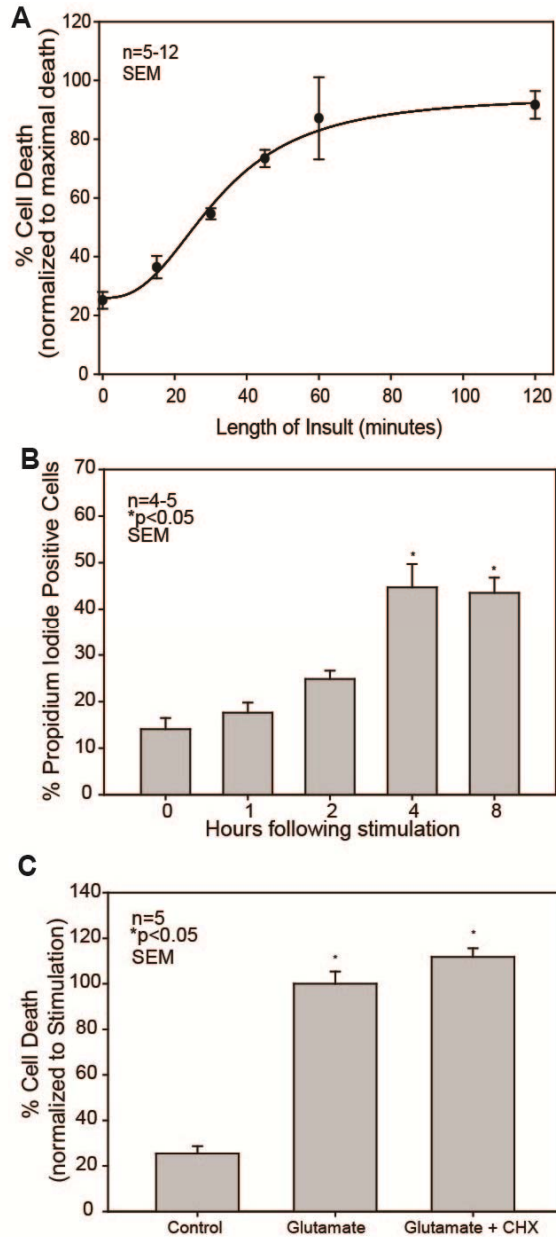 A
n=5-12
SEM
% Cell Death
(normalized to maximal death)
120
100
80
60
40
20
0
0 20 40 60 80 100 120
Length of Insult (minutes)
B
n=4-5
*p<0.05
SEM
% Propidium Iodide Positive Cells
70
60
50
40
30
20
10
0
* *
0 1 2 4 8
Hours following stimulation
C
n=5
*p<0.05
SEM
% Cell Death
(normalized to Stimulation)
140
120
100
80
60
40
20
0
* *
Control Glutamate Glutamate + CHX